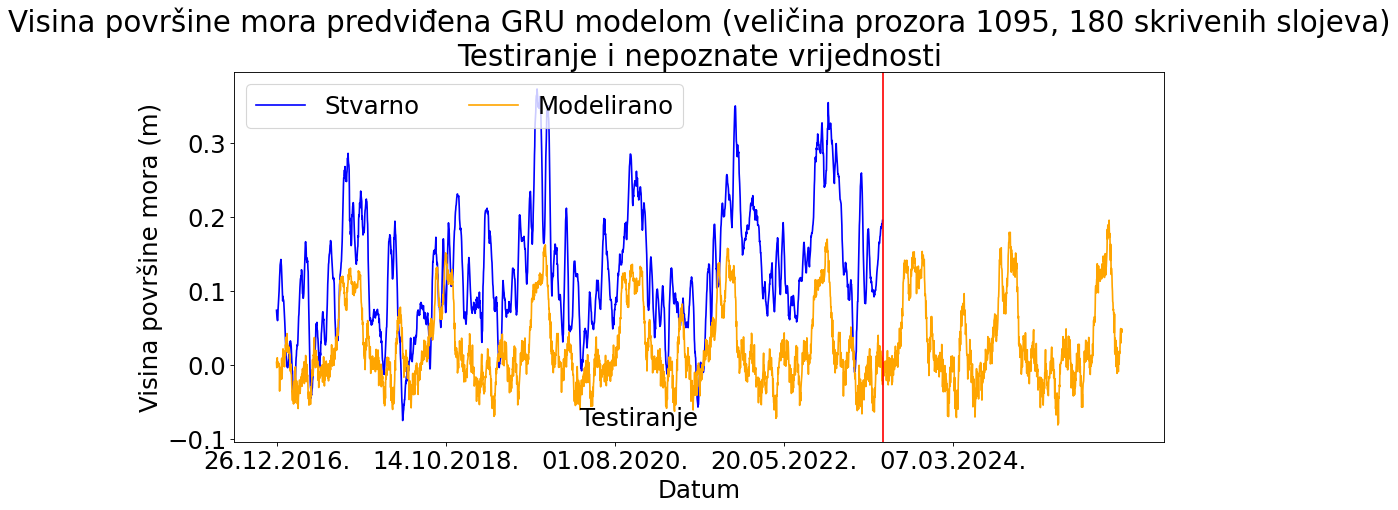 Visina površine mora predviđena GRU modelom (veličina prozora 1095, 180 skrivenih slojeva)
Testiranje i nepoznate vrijednosti
Stvarno Modelirano
Visina površine mora (m)
0.3
0.2
0.1
0.0
−0.1
Testiranje
26.12.2016. 14.10.2018. 01.08.2020. 20.05.2022. 07.03.2024.
Datum